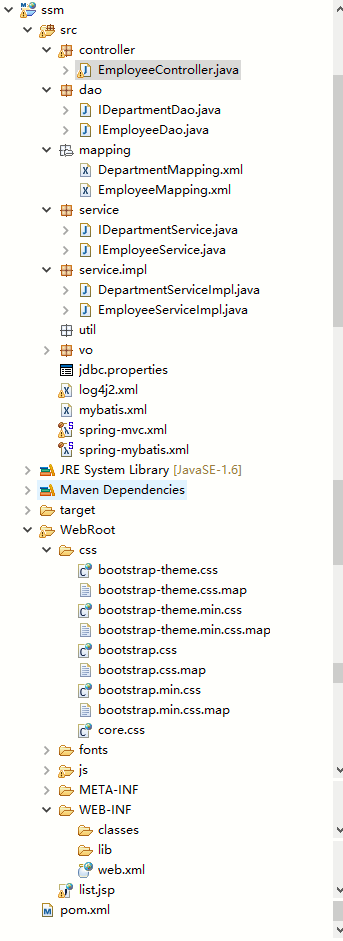 ssm
src
controller
EmployeeController.java
dao
IDepartmentDao.java
IEmployeeDao.java
mapping
DepartmentMapping.xml
EmployeeMapping.xml
service
IDepartmentService.java
IEmployeeService.java
service.impl
DepartmentServiceImpl.java
EmployeeServiceImpl.java
util
vo
jdbc.properties
log4j2.xml
mybatis.xml
spring-mvc.xml
spring-mybatis.xml
JRE System Library [JavaSE-1.6]
Maven Dependencies
target
WebRoot
css
bootstrap-theme.css
bootstrap-theme.css.map
bootstrap-theme.min.css
bootstrap-theme.min.css.map
bootstrap.css
bootstrap.css.map
bootstrap.min.css
bootstrap.min.css.map
core.css
fonts
js
META-INF
WEB-INF
classes
lib
web.xml
list.jsp
pom.xml